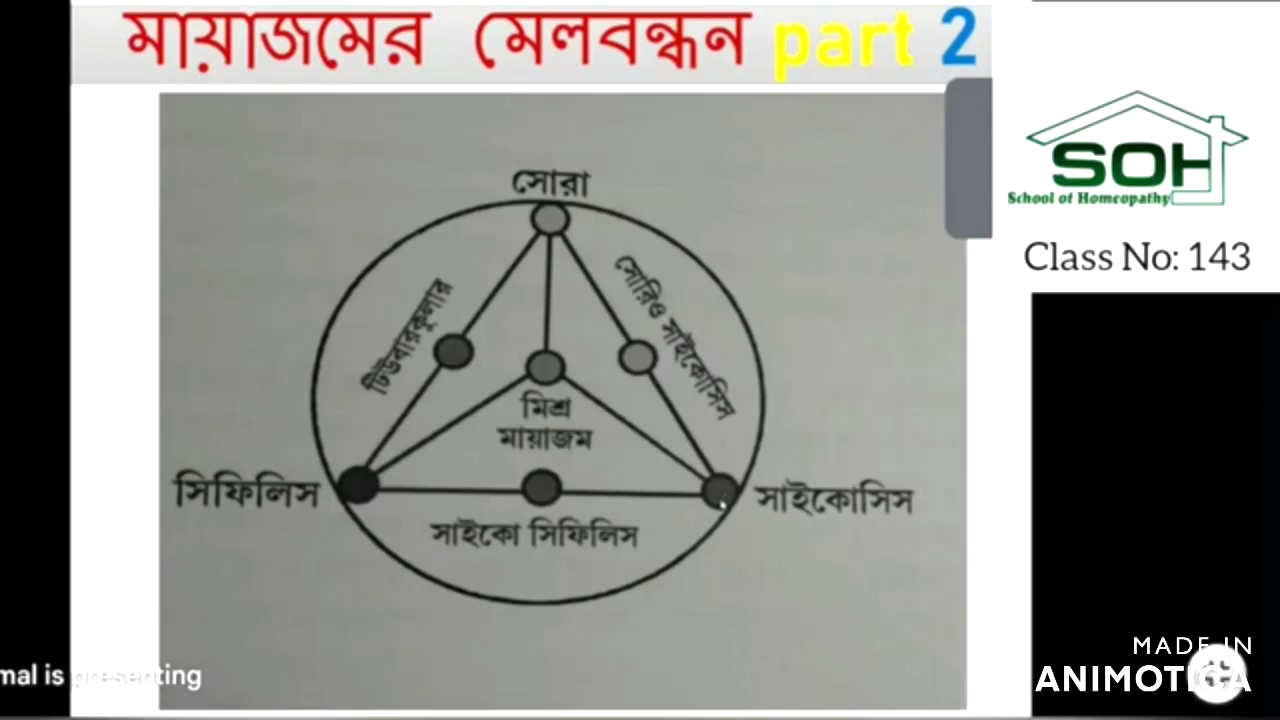 মায়াজমের মেলবন্ধন part 2
SOH
School of Homeopathy
Class No: 143
সোরা
টিউবারকুলার
সোরিও সাইকোসিস
মিশ্র
মায়াজম
সিফিলিস
সাইকোসিস
সাইকো সিফিলিস
mal is presenting
MADE IN
ANIMOTICA